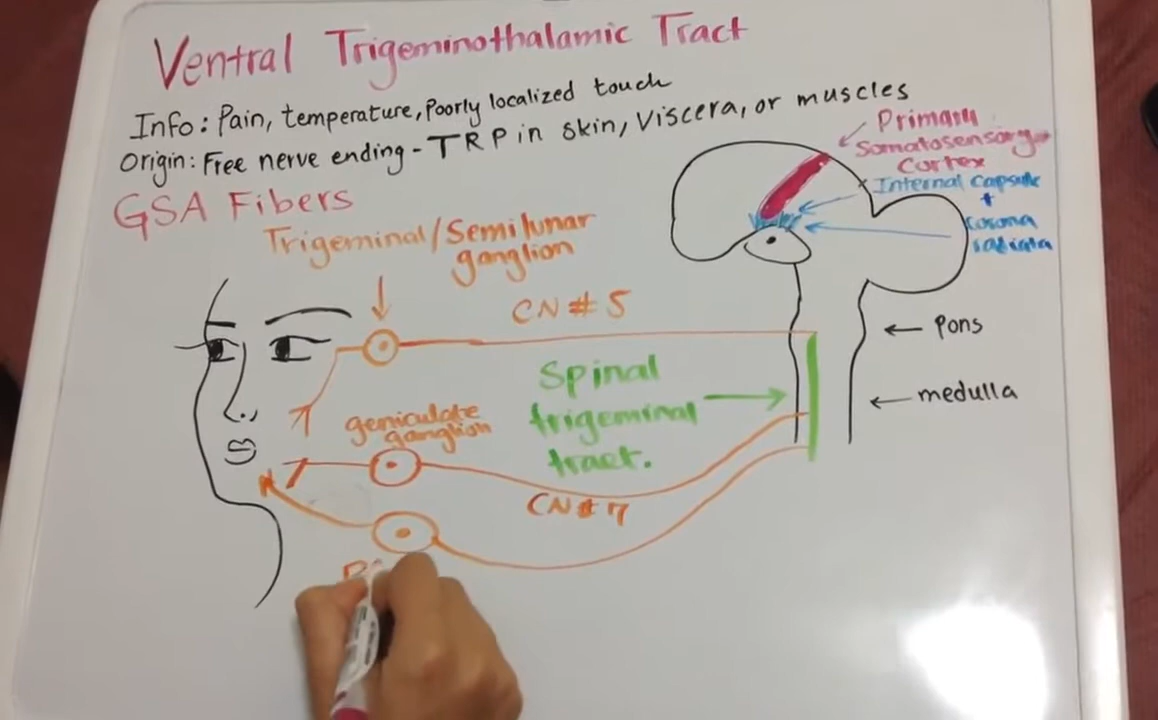 Ventral Trigeminothalamic Tract
Info: Pain, temperature, Poorly localized touch
Origin: Free nerve ending - TRP in skin, Viscera, or muscles
GSA Fibers
Primary
Somatosensory
Cortex
Internal capsule
+
Corona
radiata
Trigeminal/Semilunar
ganglion
CN # 5
Pons
Spinal
trigeminal
tract.
medulla
geniculate
ganglion
CN # 7